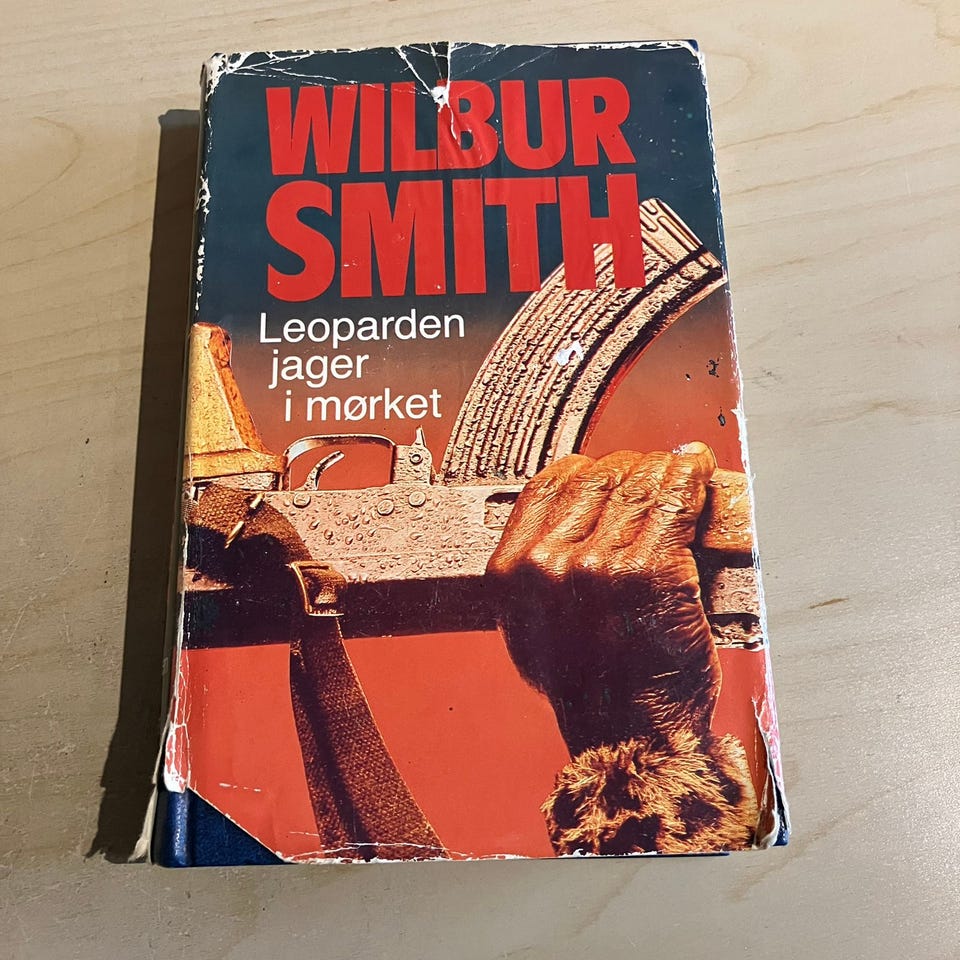 WILBUR
SMITH
Leoparden
jager
i mørket